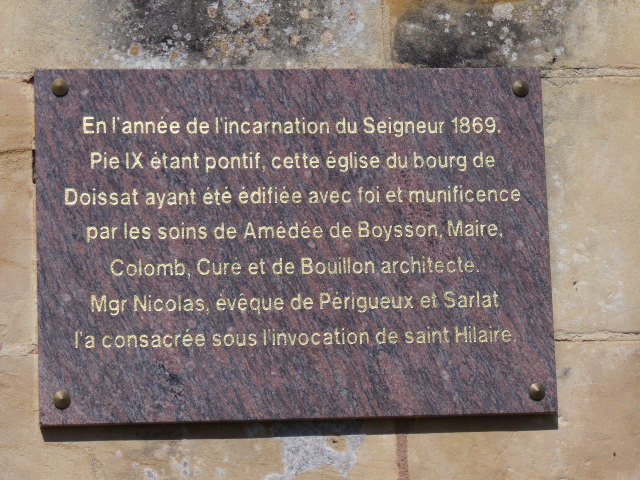 En l'année de l'incarnation du Seigneur 1869.
Pie IX étant pontif, cette église du bourg de
Doissat ayant été édifiée avec foi et munificence
par les soins de Amédée de Boysson, Maire,
Colomb, Cure et de Bouillon architecte.
Mgr Nicolas, évêque de Périgueux et Sarlat
l'a consacrée sous l'invocation de saint Hilaire.